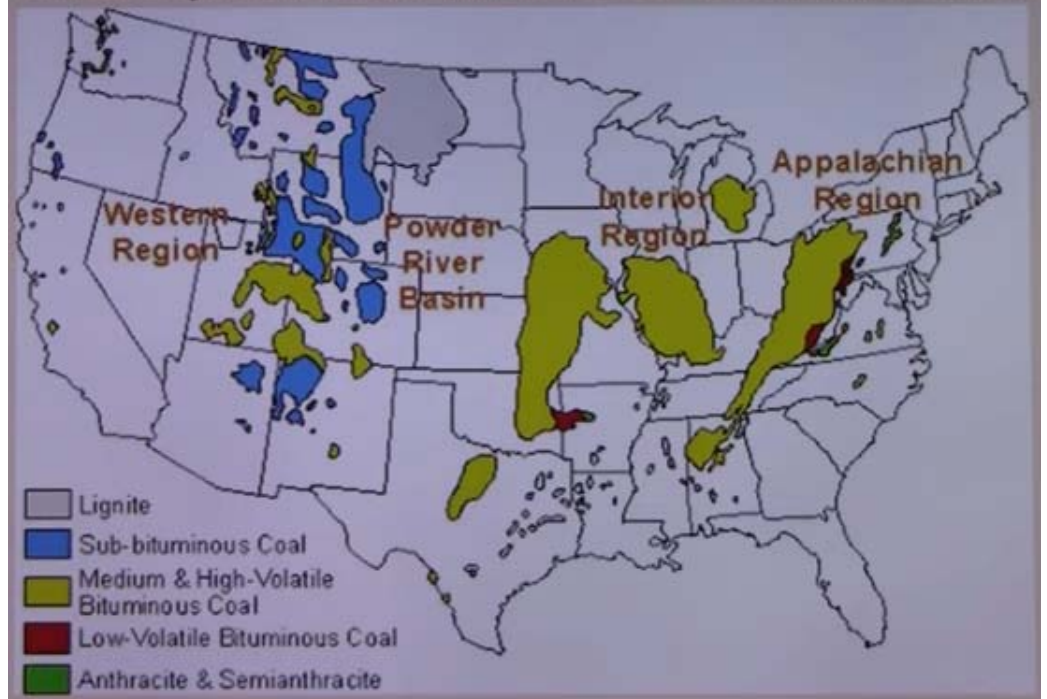 Appalachian
Region
Interior
Region
Western
Region
Powder
River
Basin
Lignite
Sub-bituminous Coal
Medium & High-Volatile
Bituminous Coal
Low-Volatile Bituminous Coal
Anthracite & Semianthracite